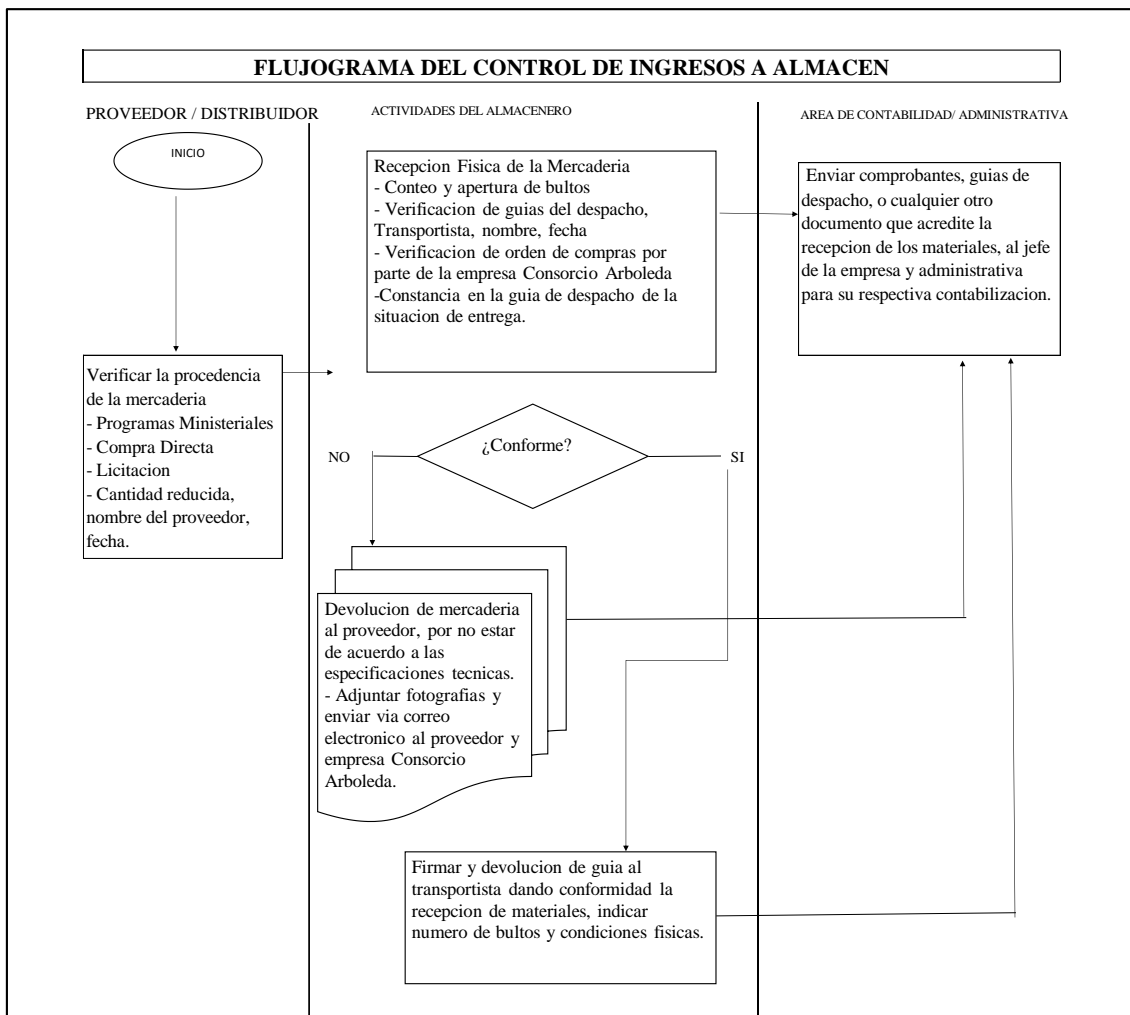 FLUJOGRAMA DEL CONTROL DE INGRESOS A ALMACEN
PROVEEDOR / DISTRIBUIDOR
INICIO
Verificar la procedencia
de la mercaderia
- Programas Ministeriales
- Compra Directa
- Licitacion
- Cantidad reducida,
nombre del proveedor,
fecha.
ACTIVIDADES DEL ALMACENERO
Recepcion Fisica de la Mercaderia
- Conteo y apertura de bultos
- Verificacion de guias del despacho,
Transportista, nombre, fecha
- Verificacion de orden de compras por
parte de la empresa Consorcio Arboleda
-Constancia en la guia de despacho de la
situacion de entrega.
¿Conforme?
NO
SI
Devolucion de mercaderia
al proveedor, por no estar
de acuerdo a las
especificaciones tecnicas.
- Adjuntar fotografias y
enviar via correo
electronico al proveedor y
empresa Consorcio
Arboleda.
Firmar y devolucion de guia al
transportista dando conformidad la
recepcion de materiales, indicar
numero de bultos y condiciones fisicas.
AREA DE CONTABILIDAD/ ADMINISTRATIVA
Enviar comprobantes, guias de
despacho, o cualquier otro
documento que acredite la
recepcion de los materiales, al jefe
de la empresa y administrativa
para su respectiva contabilizacion.